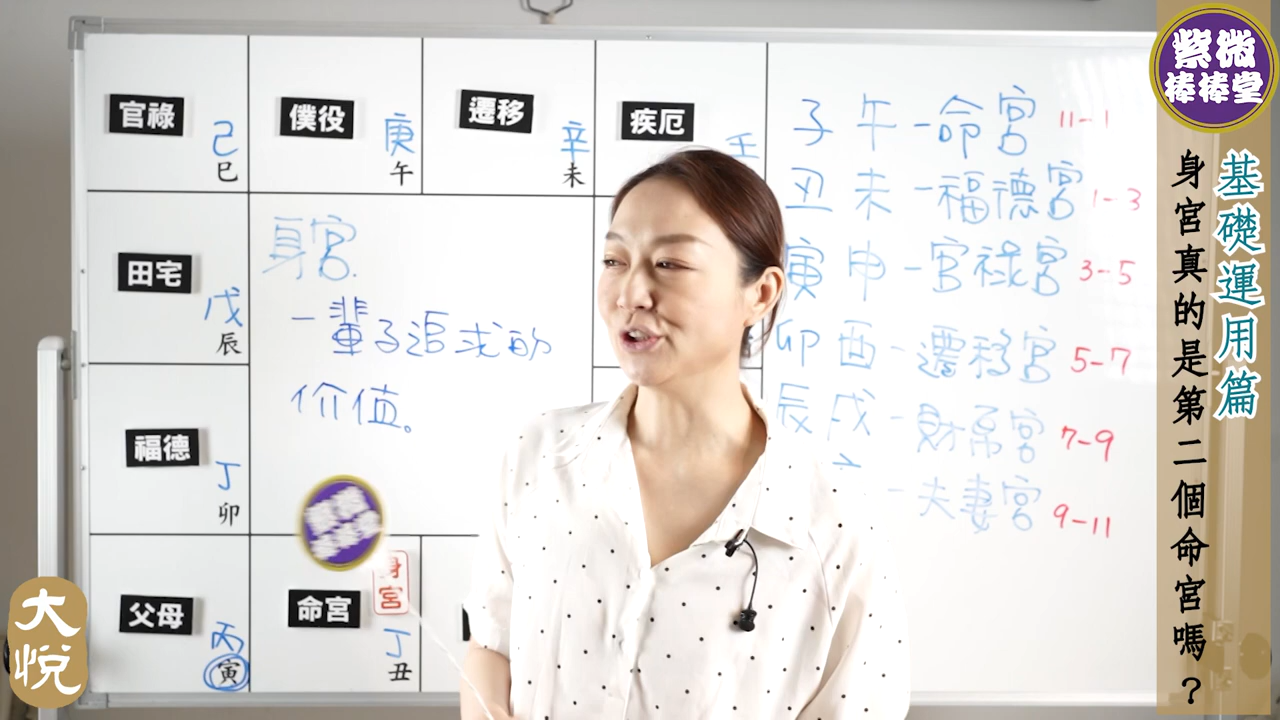 紫微
棒棒堂
基礎運用篇
身宮真的是第二個命宮嗎？
官祿
己
巳
僕役
庚
午
遷移
辛
未
疾厄
壬
田宅
戊
辰
福德
丁
卯
父母
丙
寅
命宮
身宮
丁
丑
身宮.
一輩子追求的
价值。
子 午 -命宮 11-1
丑 未 -福德宮 1-3
寅 申 -官祿宮 3-5
卯 酉 -遷移宮 5-7
辰 戌 -財帛宮 7-9
-夫妻宮 9-11
大悅